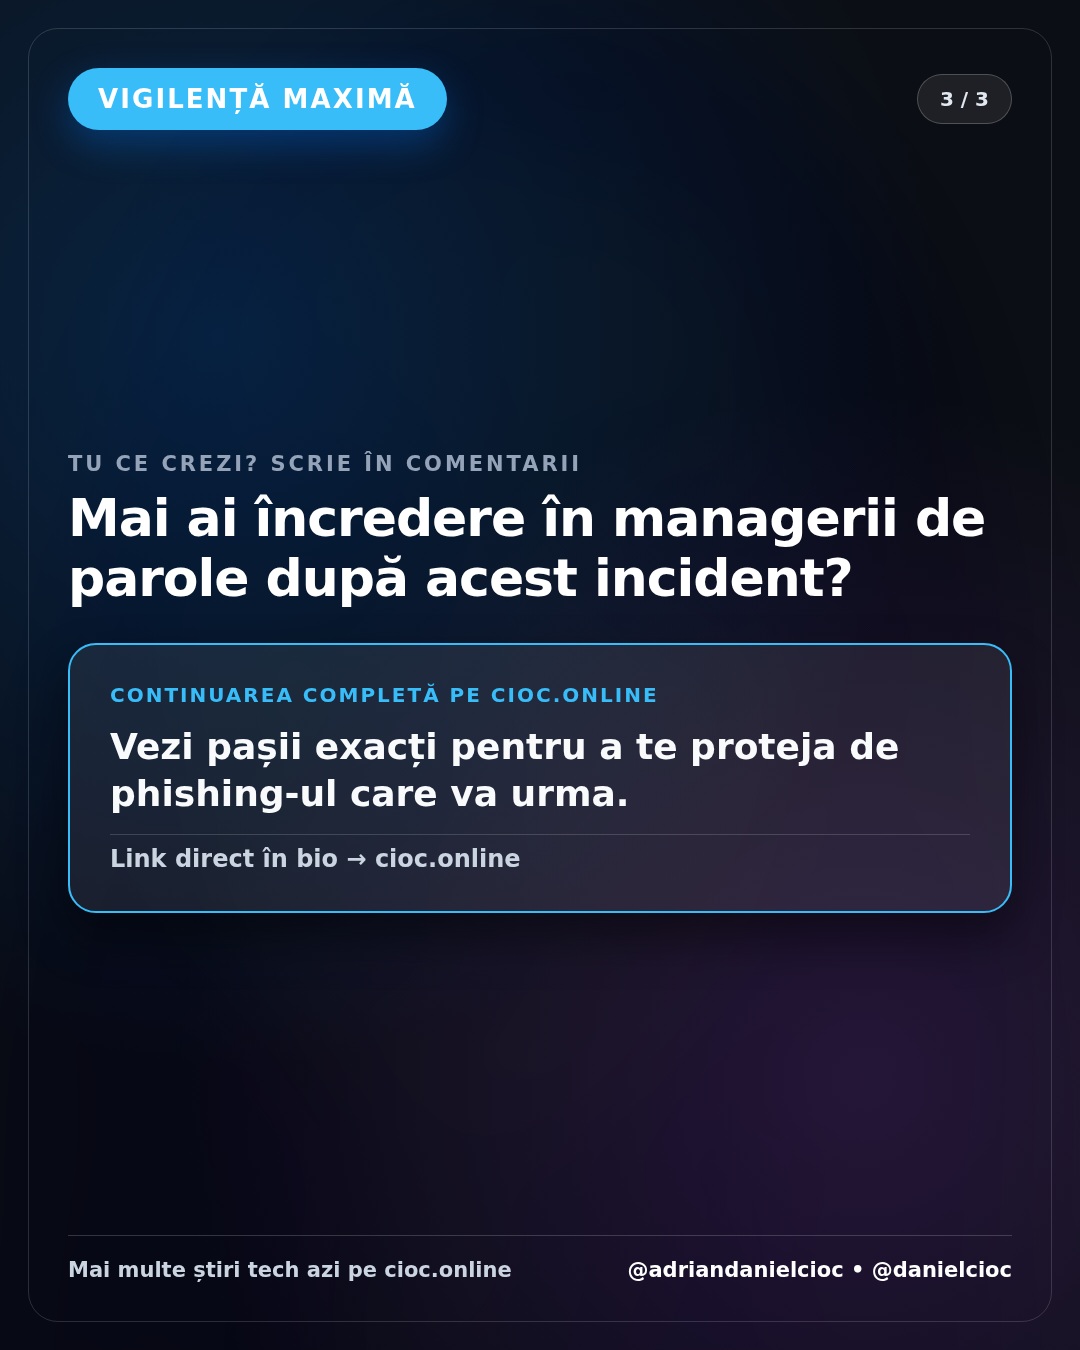 VIGILENȚĂ MAXIMĂ
3 / 3
TU CE CREZI? SCRIE ÎN COMENTARII
Mai ai încredere în managerii de
parole după acest incident?
CONTINUAREA COMPLETĂ PE CIOC.ONLINE
Vezi pașii exacți pentru a te proteja de
phishing-ul care va urma.
Link direct în bio → cioc.online
Mai multe știri tech azi pe cioc.online
@adriandanielcioc • @danielcioc